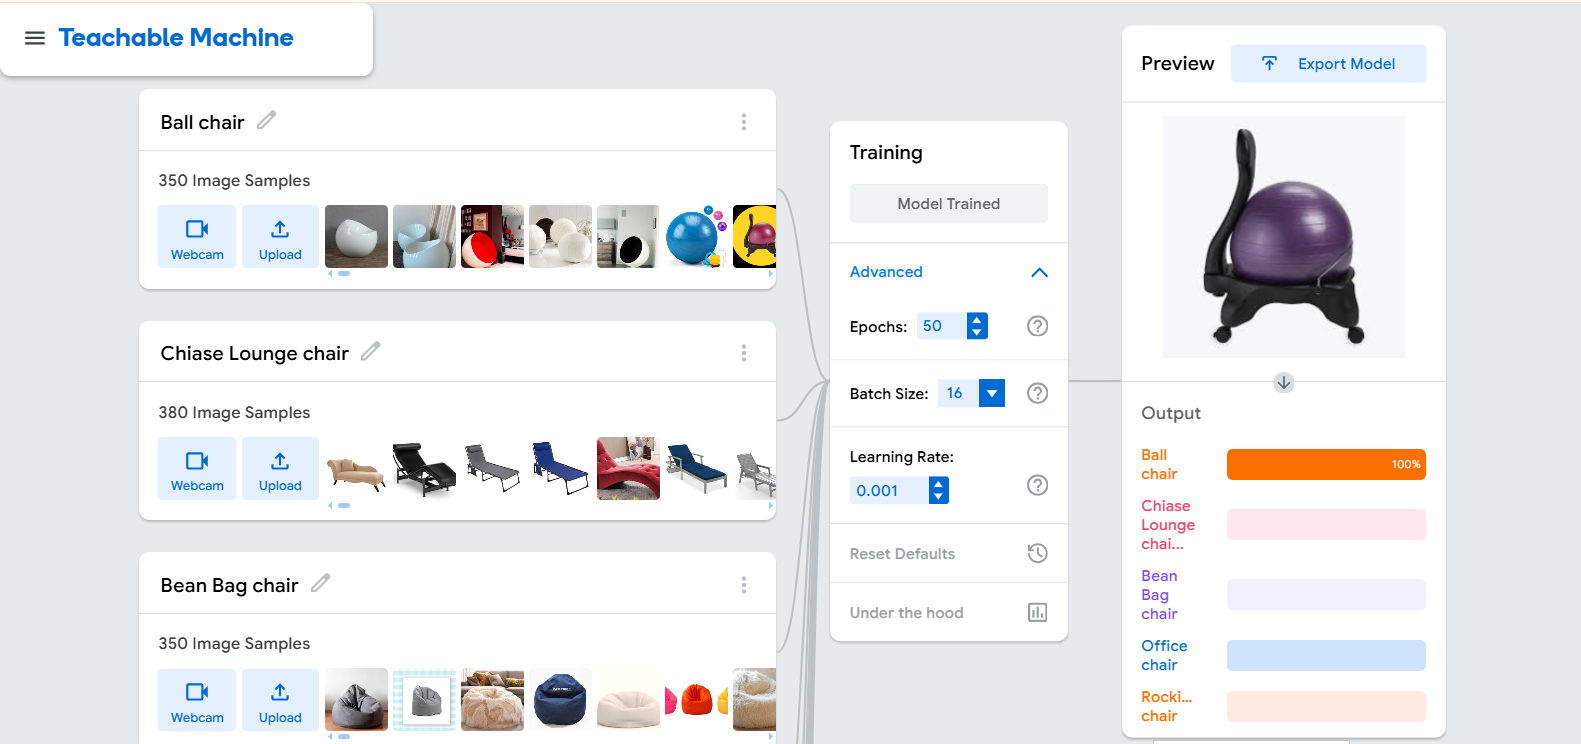 Teachable Machine
Ball chair
350 Image Samples
Webcam
Upload
Chiase Lounge chair
380 Image Samples
Webcam
Upload
Bean Bag chair
350 Image Samples
Webcam
Upload
Training
Model Trained
Advanced
Epochs: 50
Batch Size: 16
Learning Rate:
0.001
Reset Defaults
Under the hood
Preview
Export Model
Output
Ball
chair
100%
Chiase
Lounge
chai...
Bean
Bag
chair
Office
chair
Rocki...
chair